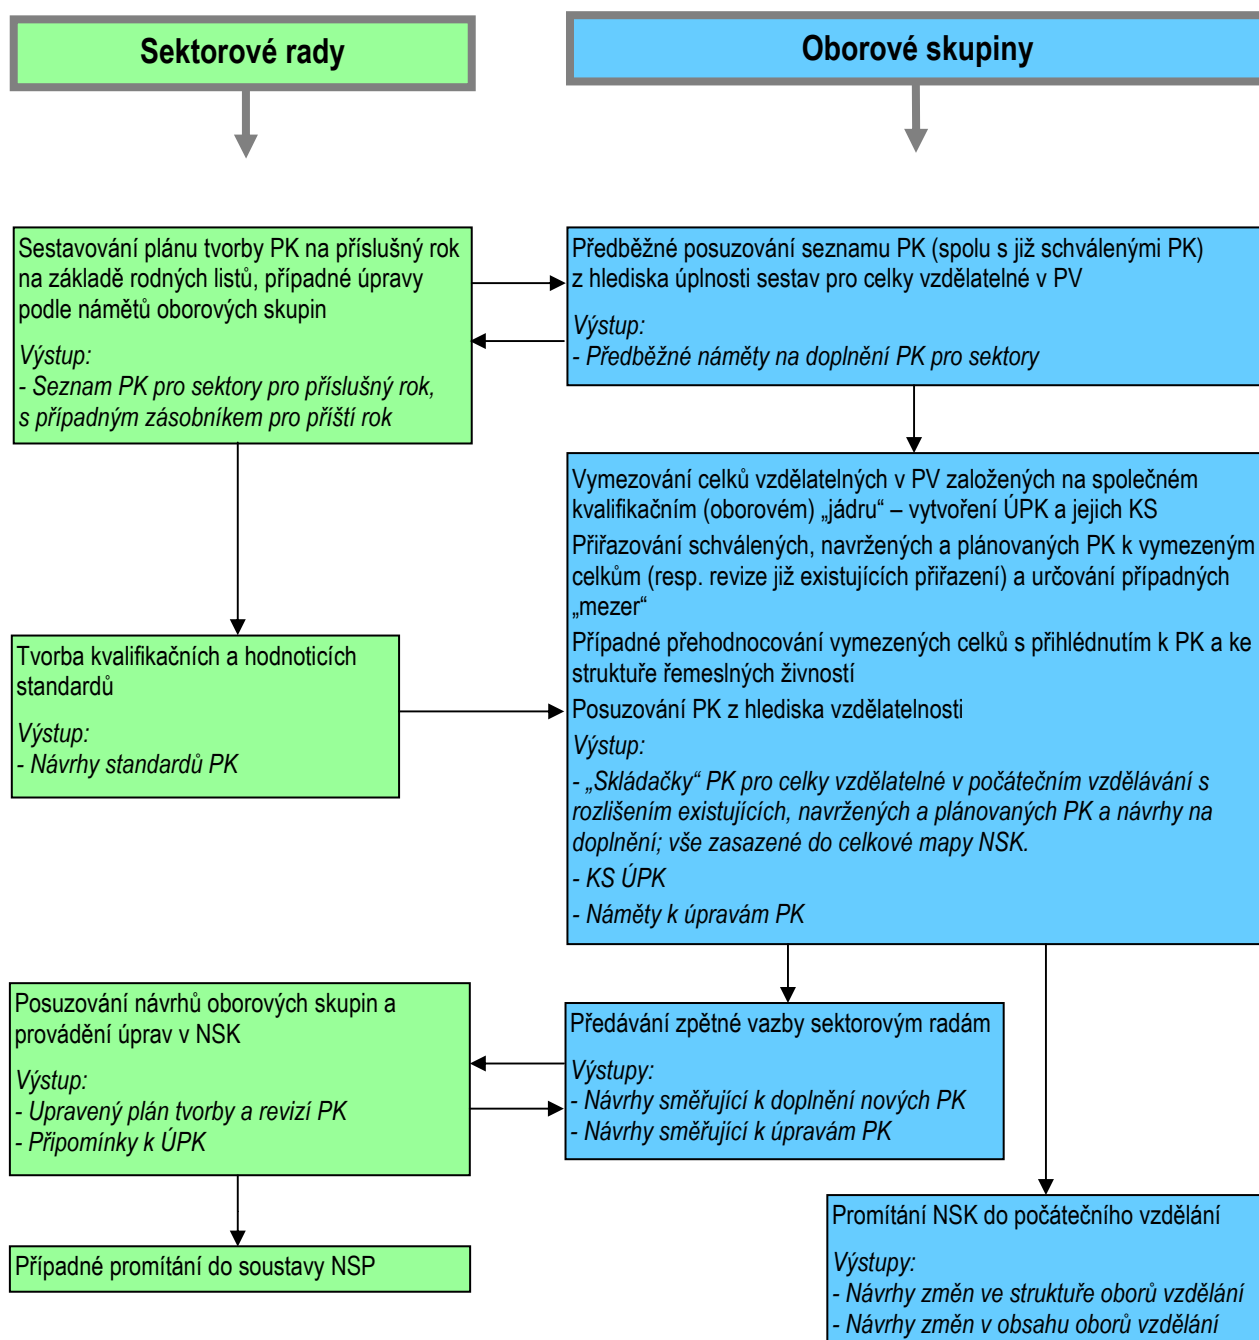 Sektorové rady
Oborové skupiny
Sestavování plánu tvorby PK na příslušný rok
na základě rodných listů, případné úpravy
podle námětů oborových skupin
Výstup:
- Seznam PK pro sektory pro příslušný rok,
s případným zásobníkem pro příští rok
Předběžné posuzování seznamu PK (spolu s již schválenými PK)
z hlediska úplnosti sestav pro celky vzdělatelné v PV
Výstup:
- Předběžné náměty na doplnění PK pro sektory
Vymezování celků vzdělatelných v PV založených na společném
kvalifikačním (oborovém) „jádru“ – vytvoření ÚPK a jejich KS
Přiřazování schválených, navržených a plánovaných PK k vymezeným
celkům (resp. revize již existujících přiřazení) a určování případných
„mezer“
Případné přehodnocování vymezených celků s přihlédnutím k PK a ke
struktuře řemeslných živností
Posuzování PK z hlediska vzdělatelnosti
Výstup:
- „Skládačky“ PK pro celky vzdělatelné v počátečním vzdělávání s
rozlišením existujících, navržených a plánovaných PK a návrhy na
doplnění; vše zasazené do celkové mapy NSK.
- KS ÚPK
- Náměty k úpravám PK
Tvorba kvalifikačních a hodnoticích
standardů
Výstup:
- Návrhy standardů PK
Posuzování návrhů oborových skupin a
provádění úprav v NSK
Výstup:
- Upravený plán tvorby a revizí PK
- Připomínky k ÚPK
Předávání zpětné vazby sektorovým radám
Výstupy:
- Návrhy směřující k doplnění nových PK
- Návrhy směřující k úpravám PK
Případné promítání do soustavy NSP
Promítání NSK do počátečního vzdělání
Výstupy:
- Návrhy změn ve struktuře oborů vzdělání
- Návrhy změn v obsahu oborů vzdělání